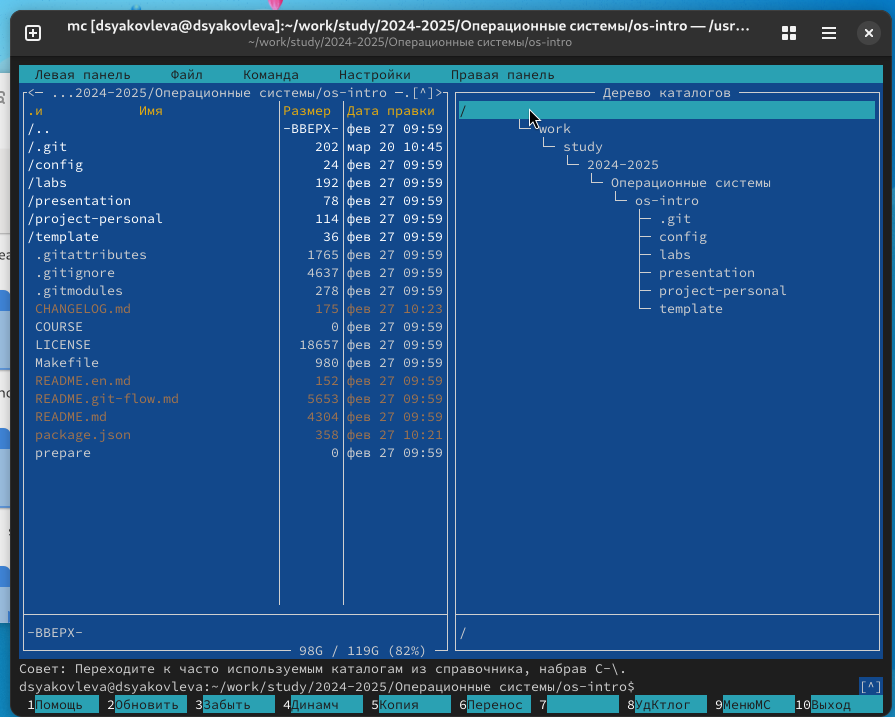 mc [dsyakovleva@dsyakovleva]:~/work/study/2024-2025/Операционные системы/os-intro — /usr...
~/work/study/2024-2025/Операционные системы/os-intro
Левая панель Файл Команда Настройки Правая панель
<— ...2024-2025/Операционные системы/os-intro —.[^]>
.и Имя Размер Дата правки
/.. -ВВЕРХ- фев 27 09:59
/.git 202 мар 20 10:45
/config 24 фев 27 09:59
/labs 192 фев 27 09:59
/presentation 78 фев 27 09:59
/project-personal 114 фев 27 09:59
/template 36 фев 27 09:59
.gitattributes 1765 фев 27 09:59
.gitignore 4637 фев 27 09:59
.gitmodules 278 фев 27 09:59
CHANGELOG.md 175 фев 27 10:23
COURSE 0 фев 27 09:59
LICENSE 18657 фев 27 09:59
Makefile 980 фев 27 09:59
README.en.md 152 фев 27 09:59
README.git-flow.md 5653 фев 27 09:59
README.md 4304 фев 27 09:59
package.json 358 фев 27 10:21
prepare 0 фев 27 09:59
-ВВЕРХ-
98G / 119G (82%)
Дерево каталогов
/
work
study
2024-2025
Операционные системы
os-intro
.git
config
labs
presentation
project-personal
template
/
Совет: Переходите к часто используемым каталогам из справочника, набрав C-\.
dsyakovleva@dsyakovleva:~/work/study/2024-2025/Операционные системы/os-intro$ [^]
1Помощь 2Обновить 3Забыть 4Динамч 5Копия 6Перенос 7 8УдКтлог 9МенюMC 10Выход